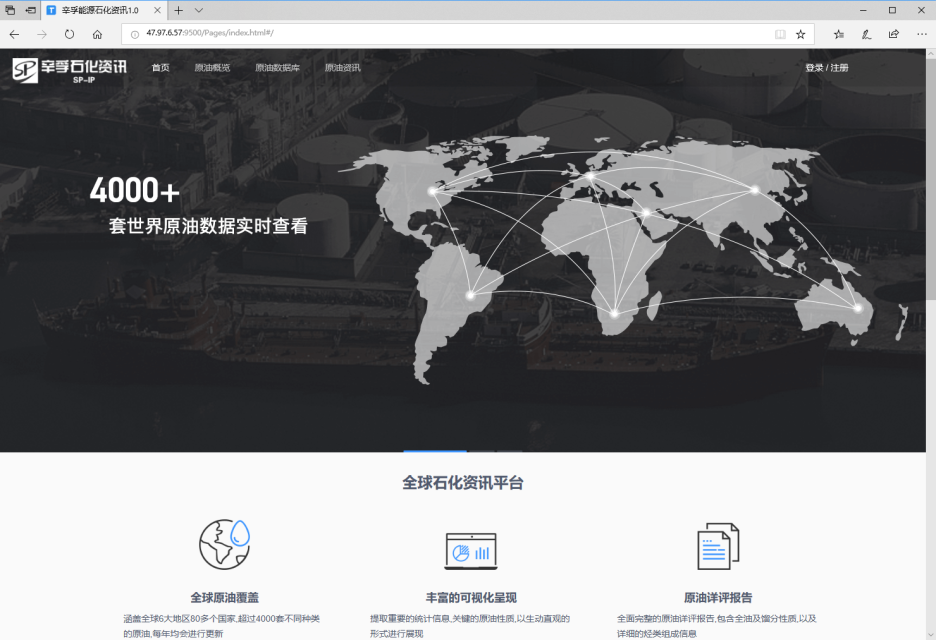 辛孚能源石化资讯1.0
47.97.6.57:9500/Pages/index.html#/
SP 辛孚石化资讯
SP-IP
首页 原油概览 原油数据库 原油资讯 登录 / 注册
4000+
套世界原油数据实时查看
全球石化资讯平台
全球原油覆盖 丰富的可视化呈现 原油详评报告
涵盖全球6大地区80多个国家,超过4000套不同种类 提取重要的统计信息,关键的原油性质,以生动直观的 全面完整的原油详评报告,包含全油及馏分性质,以及
的原油,每年均会进行更新 形式进行展现 详细的烃类组成信息